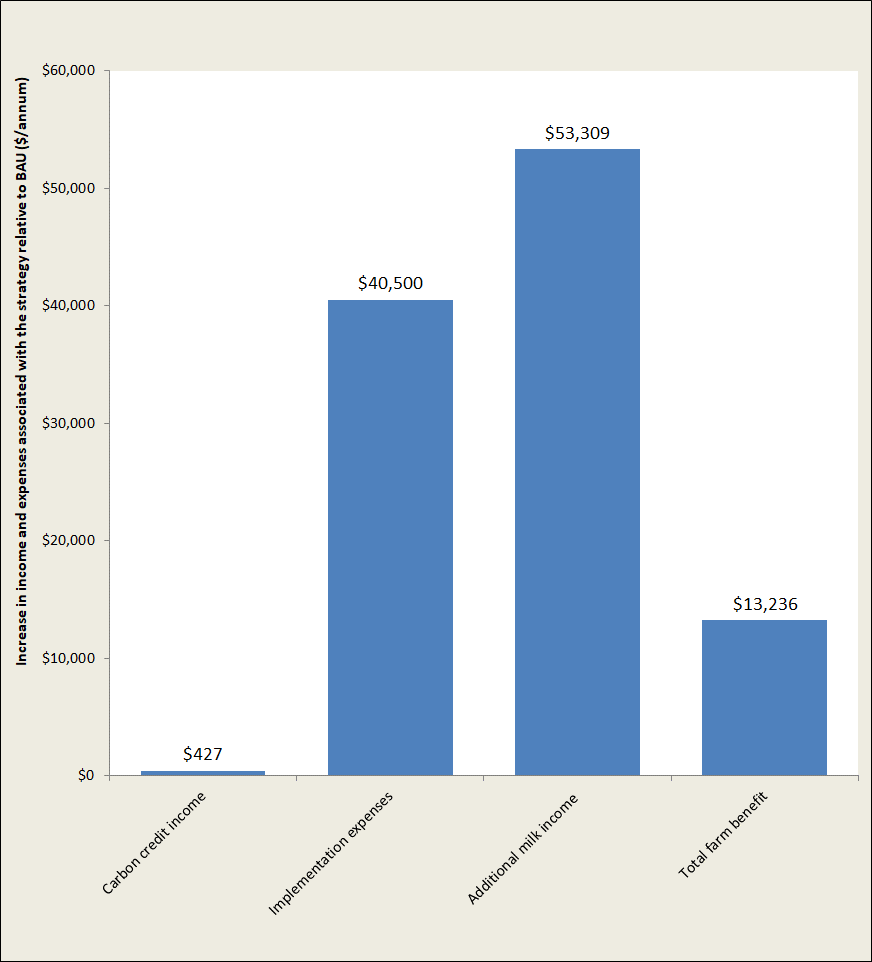 Increase in income and expenses associated with the strategy relative to BAU ($/annum)
$60,000
$50,000
$40,000
$30,000
$20,000
$10,000
$0
$427
$40,500
$53,309
$13,236
Carbon credit income
Implementation expenses
Additional milk income
Total farm benefit